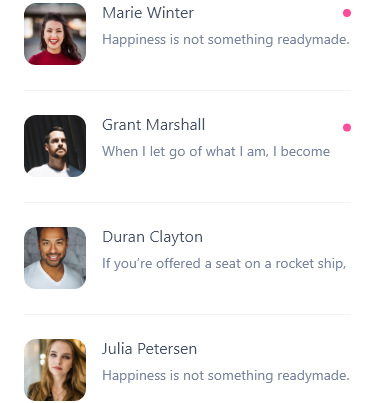 Marie Winter
Happiness is not something readymade.
Grant Marshall
When I let go of what I am, I become
Duran Clayton
If you’re offered a seat on a rocket ship,
Julia Petersen
Happiness is not something readymade.